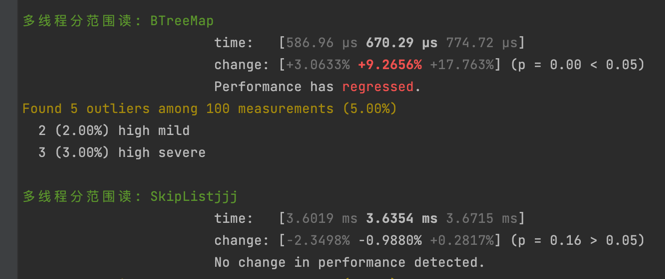 多线程分范围读: BTreeMap
time: [586.96 µs 670.29 µs 774.72 µs]
change: [+3.0633% +9.2656% +17.763%] (p = 0.00 < 0.05)
Performance has regressed.
Found 5 outliers among 100 measurements (5.00%)
2 (2.00%) high mild
3 (3.00%) high severe
多线程分范围读: SkipListjjj
time: [3.6019 ms 3.6354 ms 3.6715 ms]
change: [-2.3498% -0.9880% +0.2817%] (p = 0.16 > 0.05)
No change in performance detected.